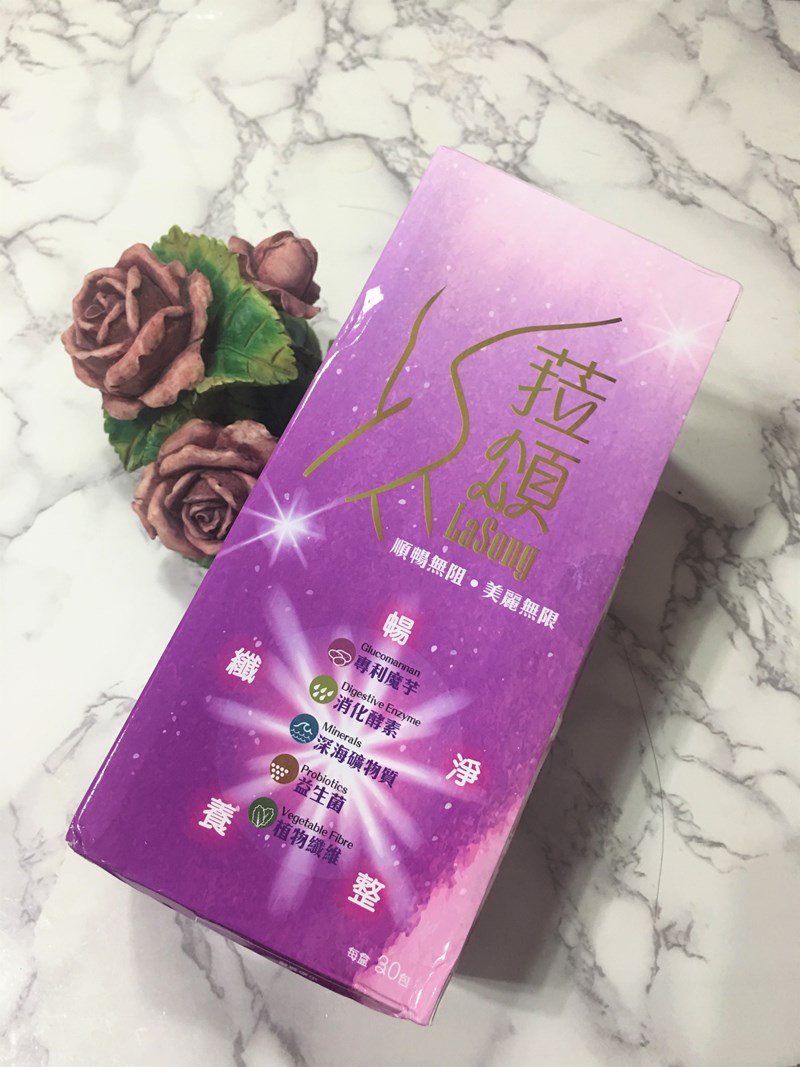 菈頌
LaSong
順暢無阻•美麗無限
暢
纖
Glucomannan
專利魔芋
Digestive Enzyme
消化酵素
Minerals
深海礦物質
淨
Probiotics
益生菌
養
Vegetable Fibre
植物纖維
整
每盒 30包